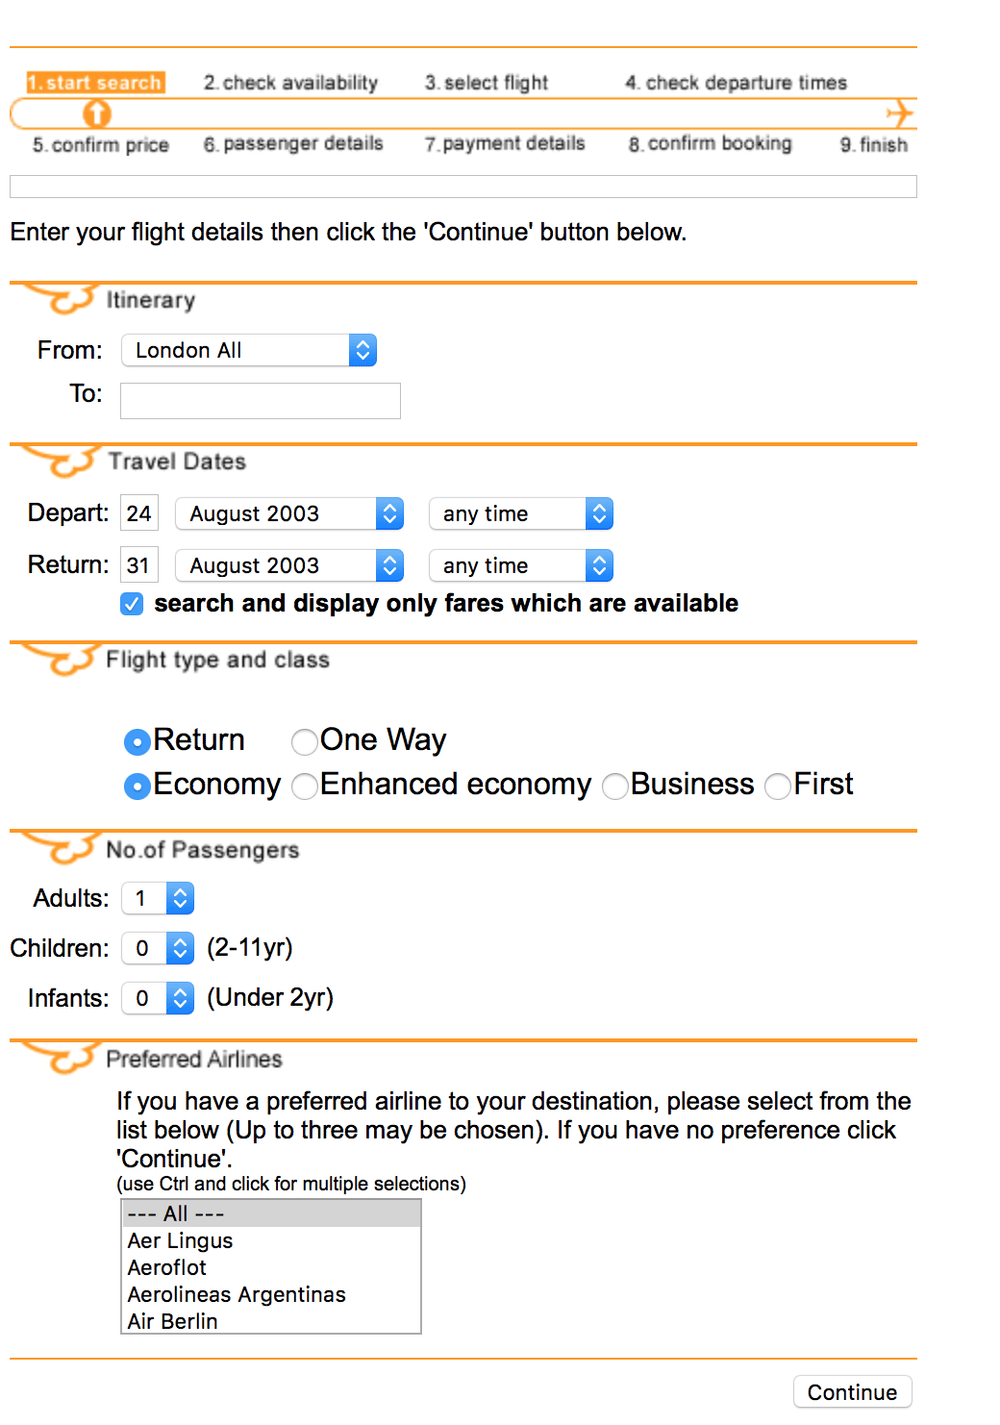 1. start search 2. check availability 3. select flight 4. check departure times
5. confirm price 6. passenger details 7. payment details 8. confirm booking 9. finish
Enter your flight details then click the 'Continue' button below.
Itinerary
From: London All
To:
Travel Dates
Depart: 24 August 2003 any time
Return: 31 August 2003 any time
search and display only fares which are available
Flight type and class
Return One Way
Economy Enhanced economy Business First
No.of Passengers
Adults: 1
Children: 0 (2-11yr)
Infants: 0 (Under 2yr)
Preferred Airlines
If you have a preferred airline to your destination, please select from the
list below (Up to three may be chosen). If you have no preference click
'Continue'.
(use Ctrl and click for multiple selections)
--- All ---
Aer Lingus
Aeroflot
Aerolineas Argentinas
Air Berlin
Continue